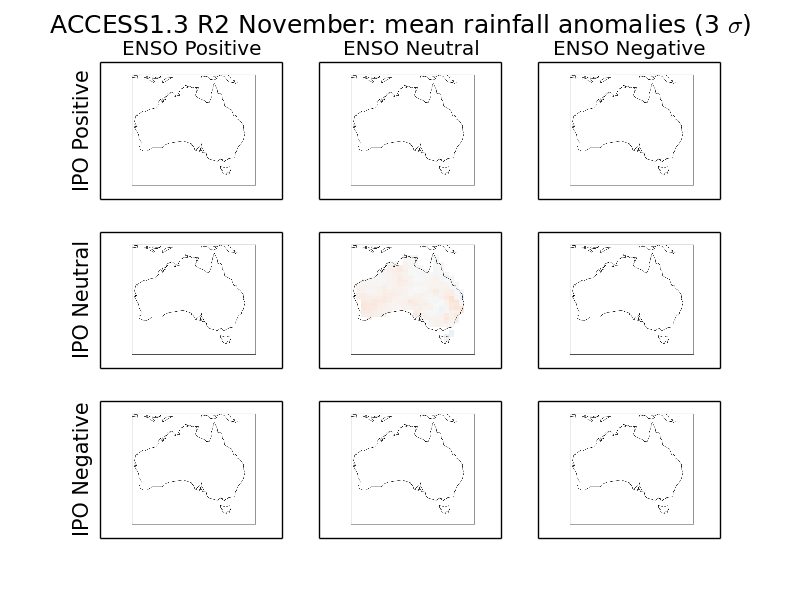 ACCESS1.3 R2 November: mean rainfall anomalies (3 σ)
ENSO Positive
ENSO Neutral
ENSO Negative
IPO Positive
IPO Neutral
IPO Negative